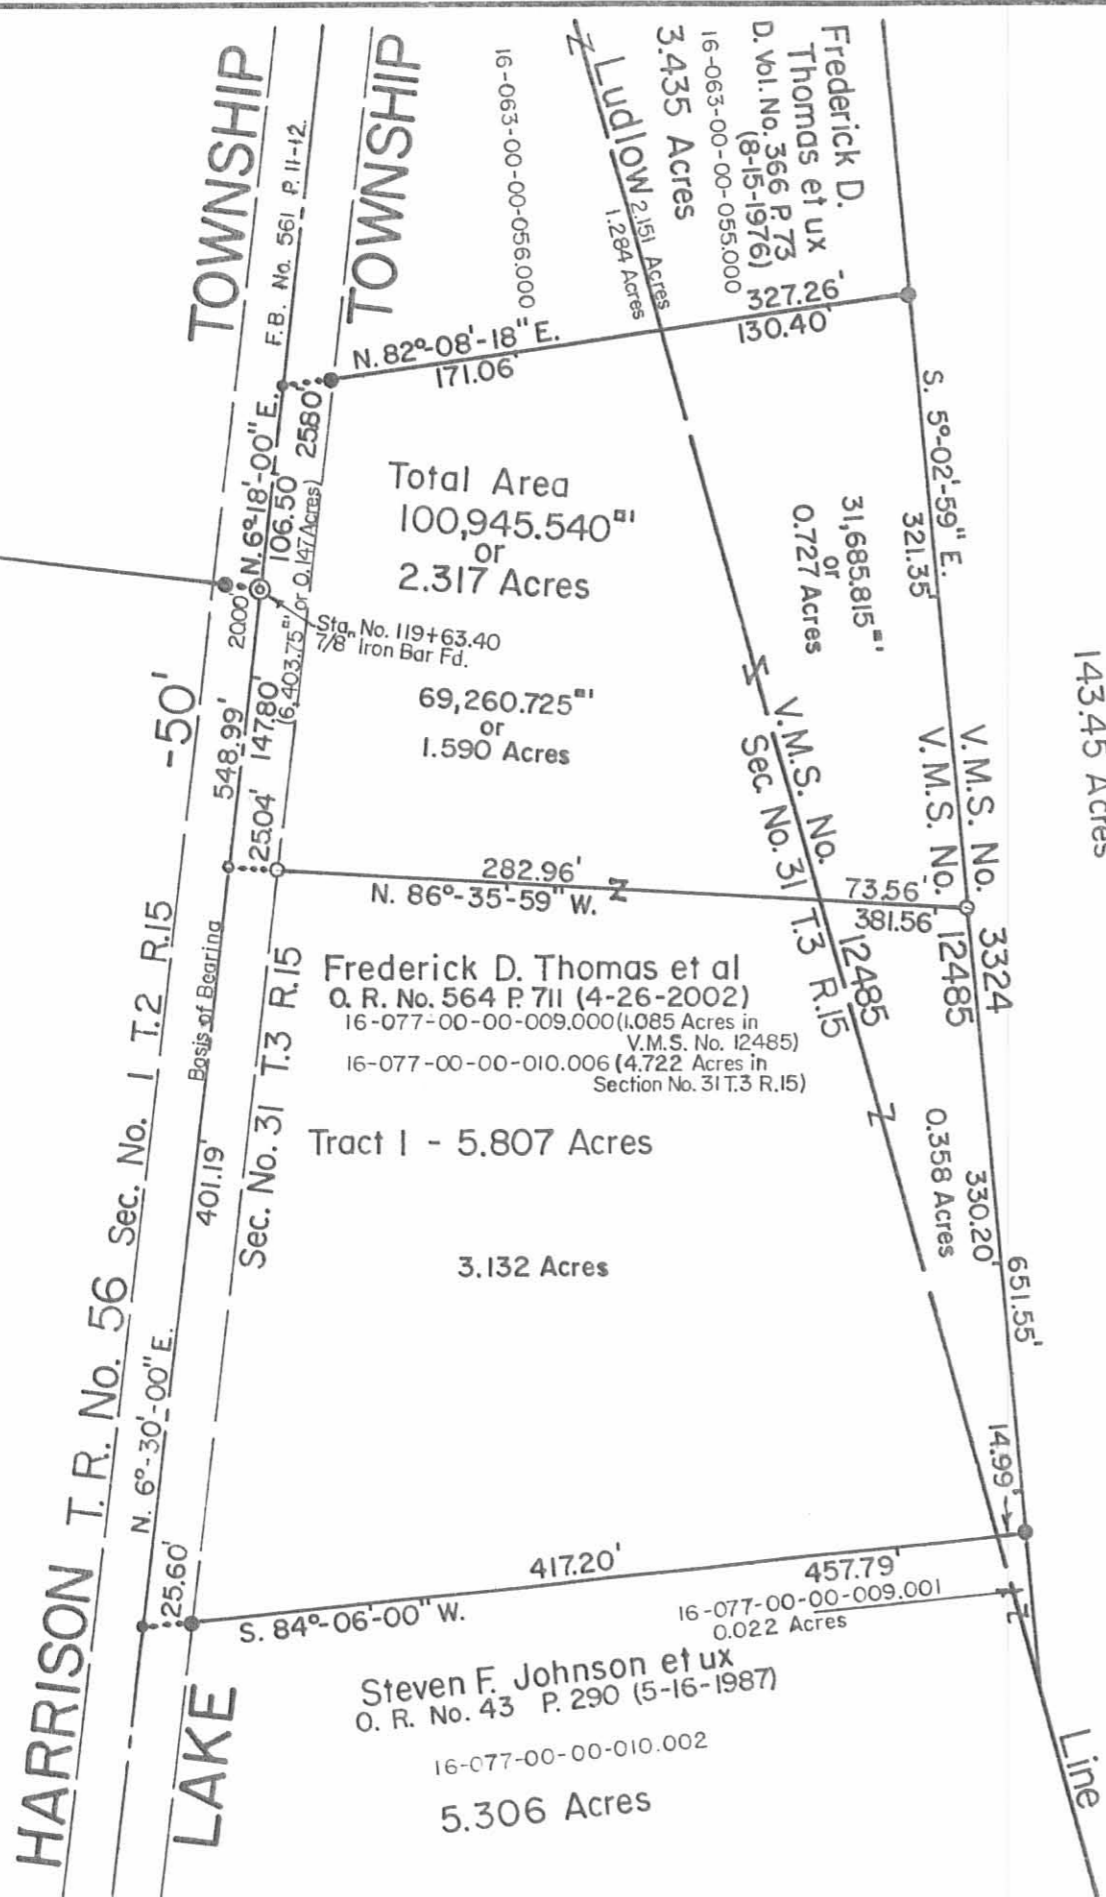 HARRISON TOWNSHIP
LAKE TOWNSHIP
F.B. No. 561 P. 11-12.
16-063-00-00-056.000
Z Ludlow
Line
2.151 Acres
1.284 Acres
3.435 Acres
16-063-00-00-055.000
Frederick D.
Thomas et ux
D. Vol. No. 366 P. 73
(8-15-1976)
327.26'
130.40'
N. 82°-08'-18" E.
171.06'
25.80'
N. 6°-18'-00" E.
106.50'
(6,403.75□' or 0.147 Acres)
20.00'
Sta. No. 119+63.40
7/8" Iron Bar Fd.
Total Area
100,945.540□'
or
2.317 Acres
S. 5°-02'-59" E.
321.35'
31,685.815□'
or
0.727 Acres
143.45 Acres
69,260.725□'
or
1.590 Acres
-50'
548.99'
147.80'
25.04'
V.M.S. No. 12485
Sec. No. 31 T.3 R.15
V.M.S. No. 3324
V.M.S. No. 12485
282.96'
N. 86°-35'-59" W.
Z
73.56'
381.56'
T. R. No. 56 Sec. No. 1 T.2 R.15
Basis of Bearing
Sec. No. 31 T.3 R.15
Frederick D. Thomas et al
O. R. No. 564 P. 711 (4-26-2002)
16-077-00-00-009.000 (1.085 Acres in
V.M.S. No. 12485)
16-077-00-00-010.006 (4.722 Acres in
Section No. 31 T.3 R.15)
Tract 1 - 5.807 Acres
401.19'
0.358 Acres
330.20'
651.55'
3.132 Acres
N. 6°-30'-00" E.
14.99'
25.60'
417.20'
457.79'
S. 84°-06'-00" W.
16-077-00-00-009.001
0.022 Acres
Steven F. Johnson et ux
O. R. No. 43 P. 290 (5-16-1987)
16-077-00-00-010.002
5.306 Acres